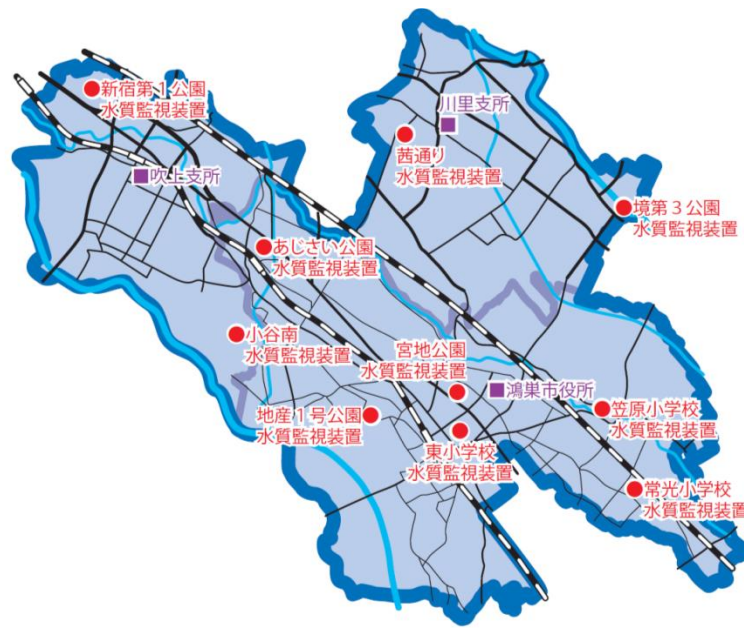 新宿第1公園
水質監視装置
川里支所
茜通り
水質監視装置
吹上支所
境第3公園
水質監視装置
あじさい公園
水質監視装置
小谷南
水質監視装置
宮地公園
水質監視装置
鴻巣市役所
地産1号公園
水質監視装置
笠原小学校
水質監視装置
東小学校
水質監視装置
常光小学校
水質監視装置